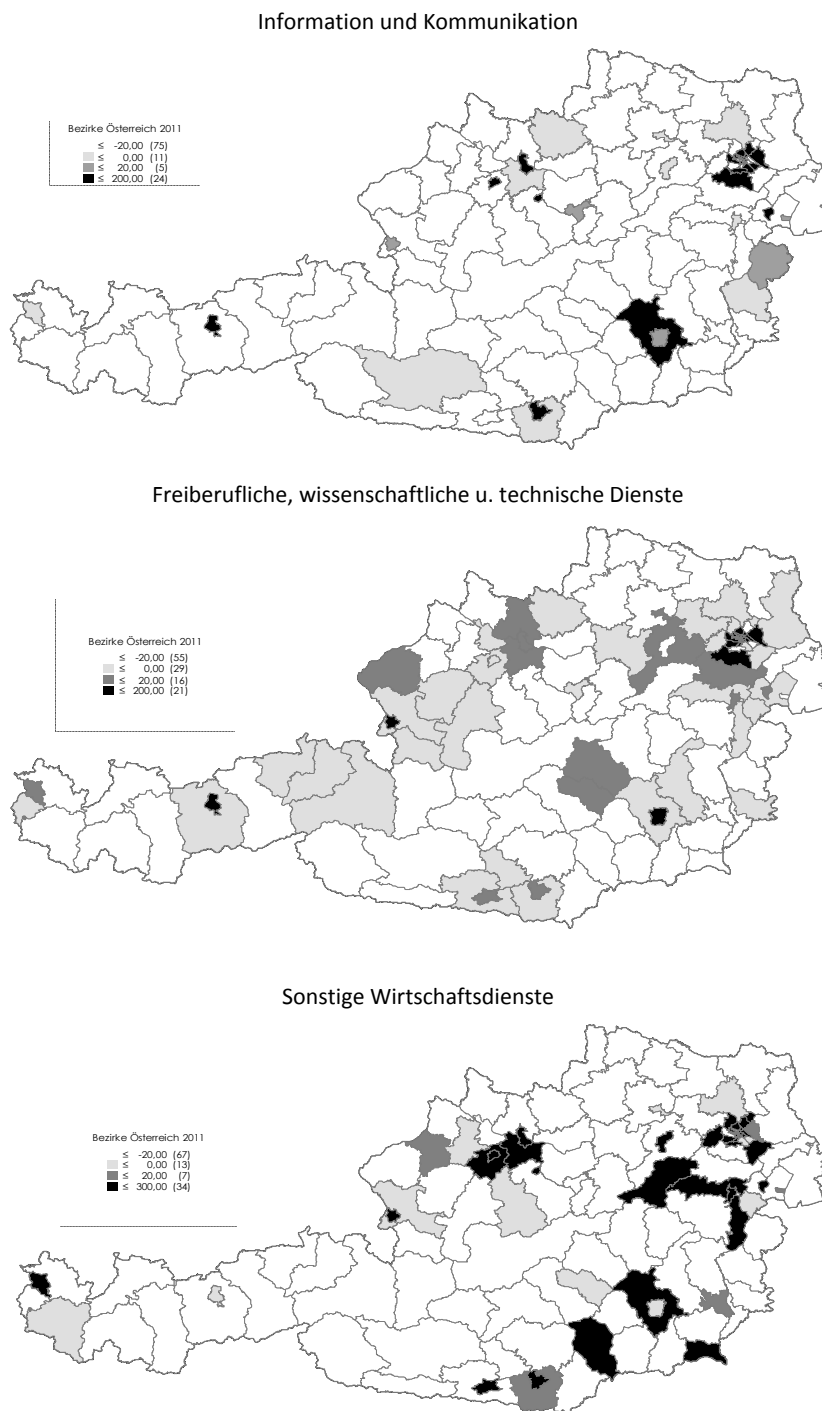 Information und Kommunikation
Bezirke Österreich 2011
≤ -20,00 (75)
≤ 0,00 (11)
≤ 20,00 (5)
≤ 200,00 (24)
Freiberufliche, wissenschaftliche u. technische Dienste
Bezirke Österreich 2011
≤ -20,00 (55)
≤ 0,00 (29)
≤ 20,00 (16)
≤ 200,00 (21)
Sonstige Wirtschaftsdienste
Bezirke Österreich 2011
≤ -20,00 (67)
≤ 0,00 (13)
≤ 20,00 (7)
≤ 300,00 (34)